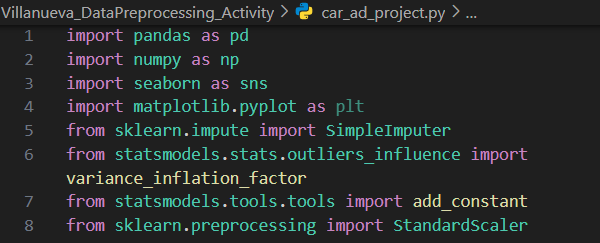 Villanueva_DataPreprocessing_Activity > car_ad_project.py > ...
1 import pandas as pd
2 import numpy as np
3 import seaborn as sns
4 import matplotlib.pyplot as plt
5 from sklearn.impute import SimpleImputer
6 from statsmodels.stats.outliers_influence import
variance_inflation_factor
7 from statsmodels.tools.tools import add_constant
8 from sklearn.preprocessing import StandardScaler